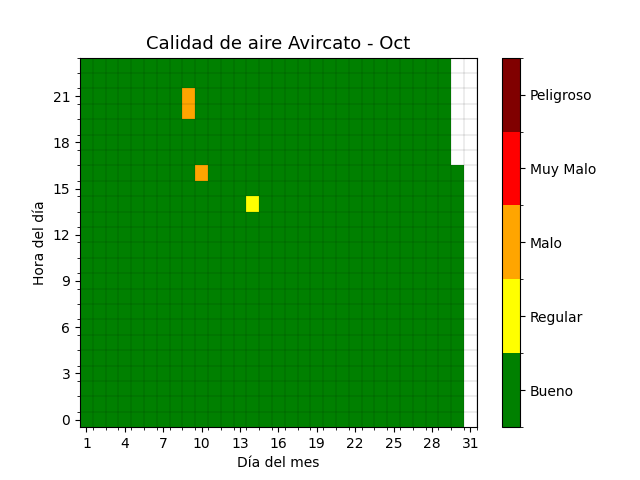 Calidad de aire Avircato - Oct
Hora del día
21
18
15
12
9
6
3
0
1 4 7 10 13 16 19 22 25 28 31
Día del mes
Peligroso
Muy Malo
Malo
Regular
Bueno